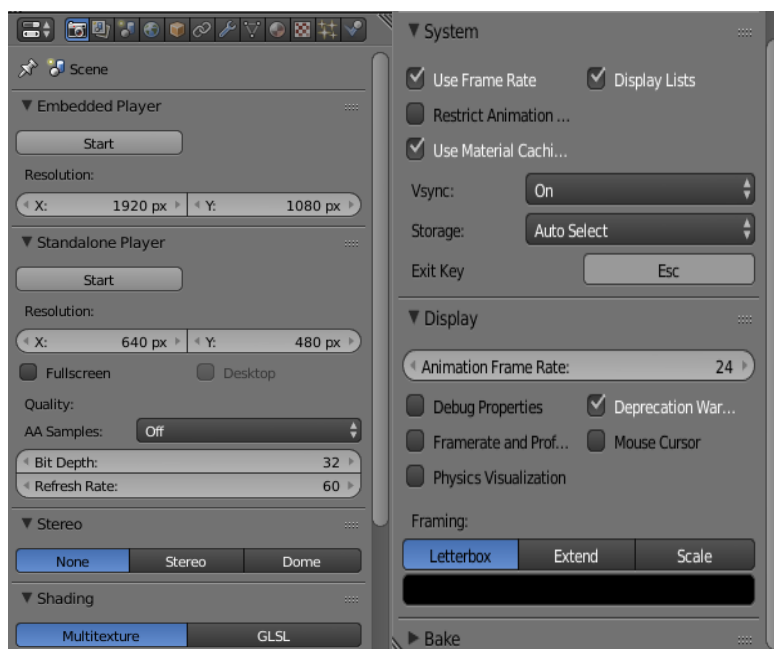 Scene
Embedded Player
Start
Resolution:
X: 1920 px Y: 1080 px
Standalone Player
Start
Resolution:
X: 640 px Y: 480 px
Fullscreen Desktop
Quality:
AA Samples: Off
Bit Depth: 32
Refresh Rate: 60
Stereo
None Stereo Dome
Shading
Multitexture GLSL
System
Use Frame Rate Display Lists
Restrict Animation ...
Use Material Cachi...
Vsync: On
Storage: Auto Select
Exit Key Esc
Display
Animation Frame Rate: 24
Debug Properties Deprecation War...
Framerate and Prof... Mouse Cursor
Physics Visualization
Framing:
Letterbox Extend Scale
Bake